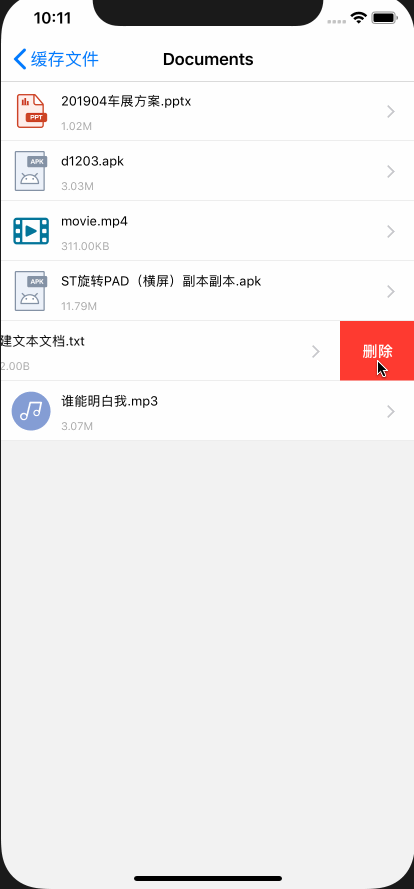 10:11
缓存文件
Documents
201904车展方案.pptx
PPT
1.02M
d1203.apk
APK
3.03M
movie.mp4
311.00KB
ST旋转PAD（横屏）副本副本.apk
APK
11.79M
建文本文档.txt
删除
2.00B
谁能明白我.mp3
3.07M